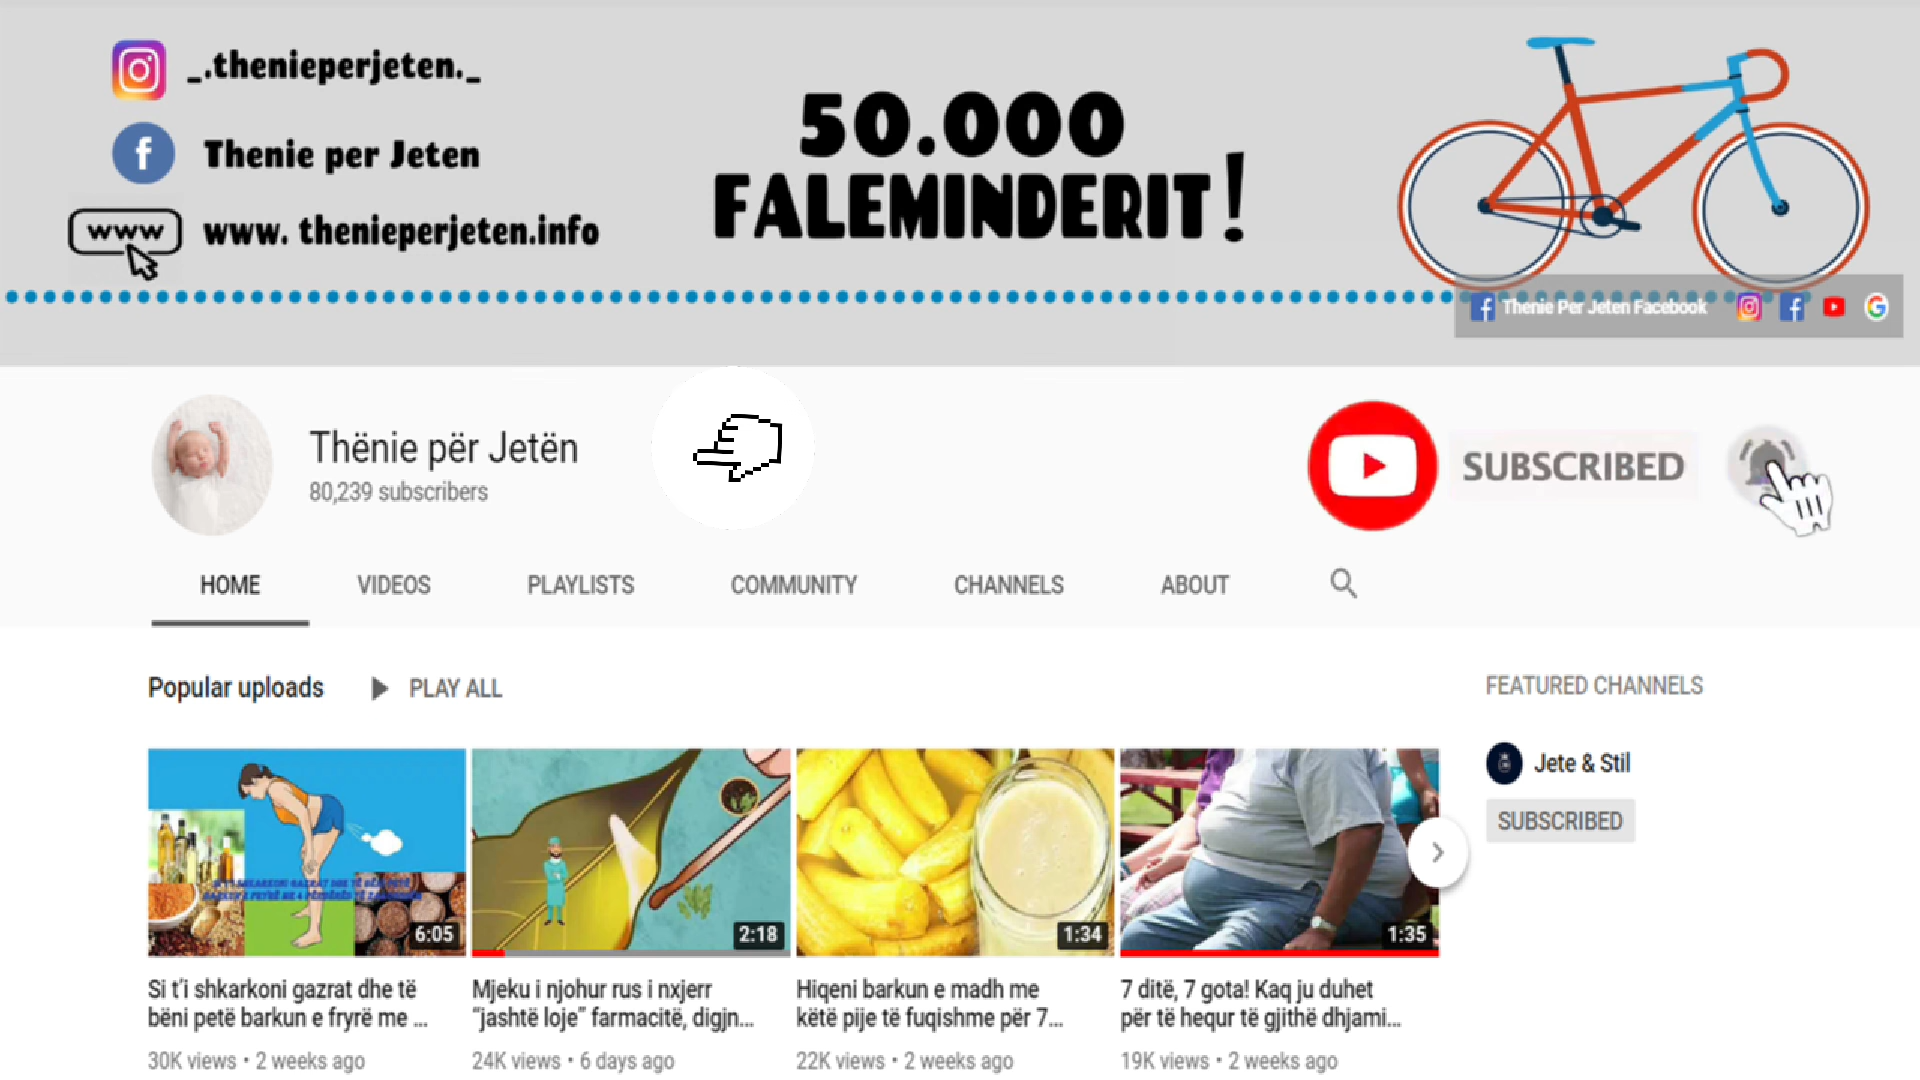 _.thenieperjeten._
Thenie per Jeten
www
www. thenieperjeten.info
50.000
FALEMINDERIT!
Thenie Per Jeten Facebook
Thënie për Jetën
80,239 subscribers
SUBSCRIBED
HOME
VIDEOS
PLAYLISTS
COMMUNITY
CHANNELS
ABOUT
Popular uploads
PLAY ALL
6:05
Si t'i shkarkoni gazrat dhe të
bëni petë barkun e fryrë me ...
30K views • 2 weeks ago
2:18
Mjeku i njohur rus i nxjerr
"jashtë loje" farmacitë, digjn...
24K views • 6 days ago
1:34
Hiqeni barkun e madh me
këtë pije të fuqishme për 7...
22K views • 2 weeks ago
1:35
7 ditë, 7 gota! Kaq ju duhet
për të hequr të gjithë dhjami...
19K views • 2 weeks ago
FEATURED CHANNELS
Jete & Stil
SUBSCRIBED